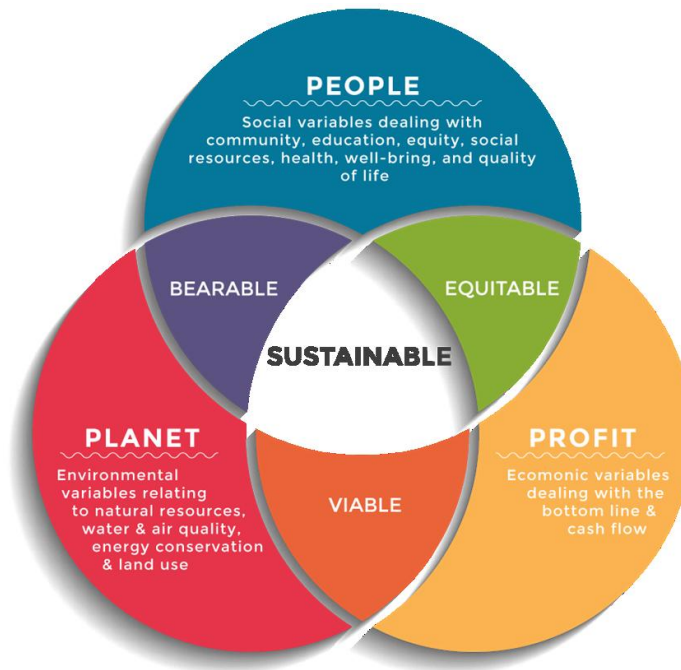 PEOPLE
Social variables dealing with
community, education, equity, social
resources, health, well-bring, and quality
of life
BEARABLE
EQUITABLE
SUSTAINABLE
PLANET
Environmental
variables relating
to natural resources,
water & air quality,
energy conservation
& land use
VIABLE
PROFIT
Ecomonic variables
dealing with the
bottom line &
cash flow